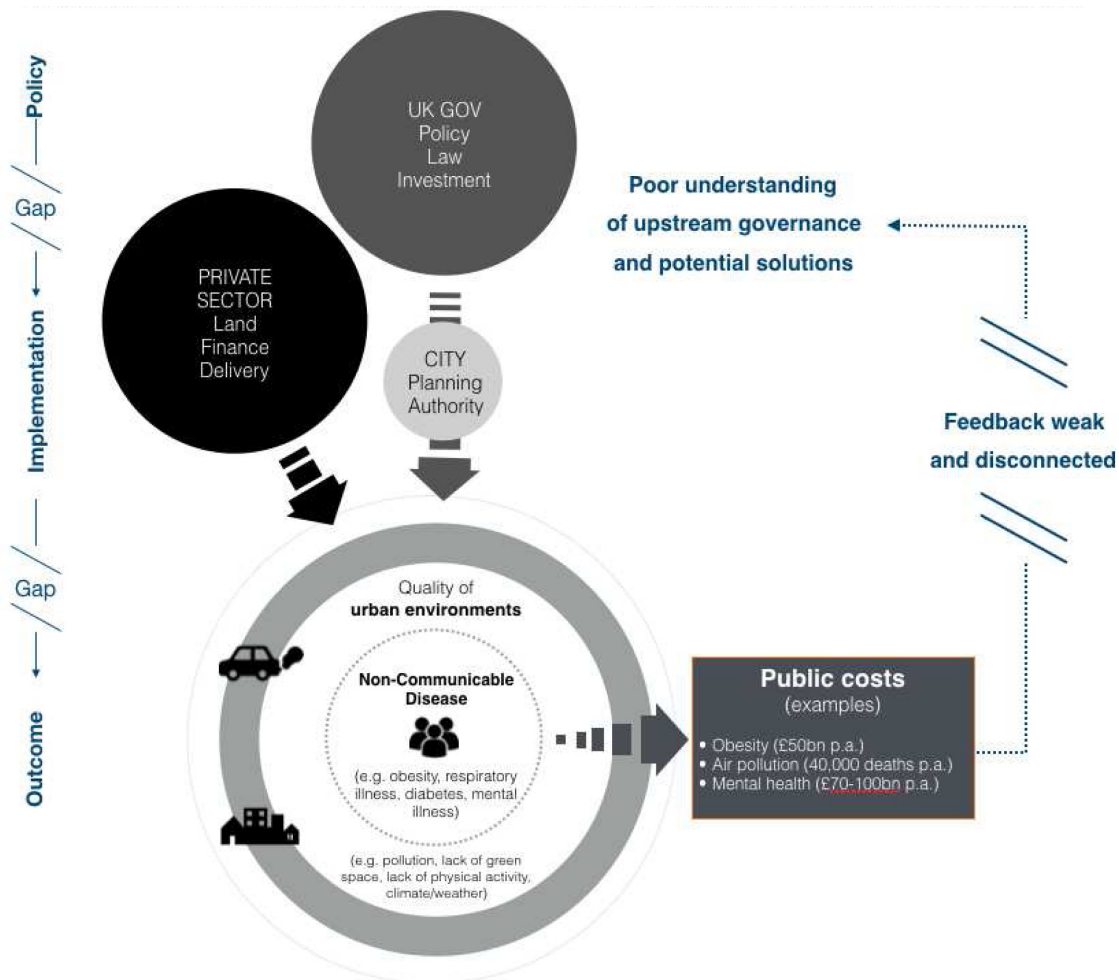 Policy
Gap
Implementation
Gap
Outcome
UK GOV
Policy
Law
Investment
PRIVATE
SECTOR
Land
Finance
Delivery
CITY
Planning
Authority
Poor understanding
of upstream governance
and potential solutions
Feedback weak
and disconnected
Quality of
urban environments
Non-Communicable
Disease
(e.g. obesity, respiratory
illness, diabetes, mental
illness)
(e.g. pollution, lack of green
space, lack of physical activity,
climate/weather)
Public costs
(examples)
• Obesity (£50bn p.a.)
• Air pollution (40,000 deaths p.a.)
• Mental health (£70-100bn p.a.)